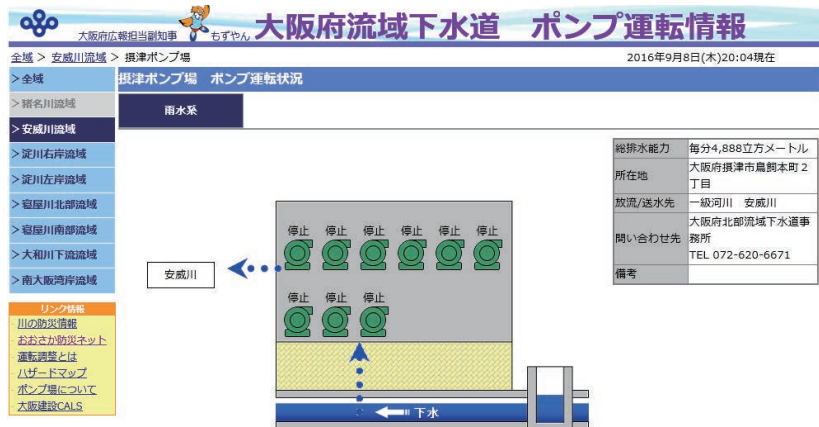 大阪府広報担当副知事 もずやん 大阪府流域下水道 ポンプ運転情報
全域 > 安威川流域 > 摂津ポンプ場
2016年9月8日(木)20:04現在
>全域
>猪名川流域
>安威川流域
>淀川右岸流域
>淀川左岸流域
>寝屋川北部流域
>寝屋川南部流域
>大和川下流流域
>南大阪湾岸流域
リンク情報
川の防災情報
おおさか防災ネット
運転調整とは
ハザードマップ
ポンプ場について
大阪建設CALS
摂津ポンプ場 ポンプ運転状況
雨水系
総排水能力 毎分4,888立方メートル
所在地 大阪府摂津市鳥飼本町2
丁目
放流/送水先 一級河川 安威川
問い合わせ先 大阪府北部流域下水道事
務所
TEL 072-620-6671
備考
停止 停止 停止 停止 停止 停止
安威川
停止 停止 停止
下水